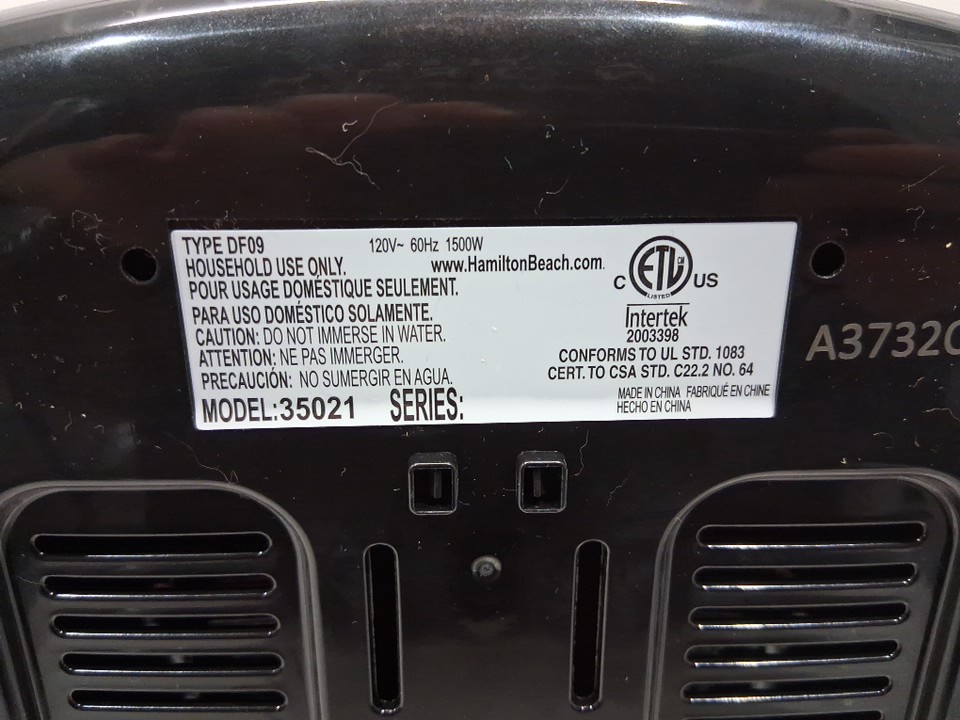 TYPE DF09 120V~ 60Hz 1500W
HOUSEHOLD USE ONLY. www.HamiltonBeach.com
POUR USAGE DOMÉSTIQUE SEULEMENT.
PARA USO DOMÉSTICO SOLAMENTE.
CAUTION: DO NOT IMMERSE IN WATER.
ATTENTION: NE PAS IMMERGER.
PRECAUCIÓN: NO SUMERGIR EN AGUA.
MODEL:35021 SERIES:
C ETL CM US
LISTED
Intertek
2003398
CONFORMS TO UL STD. 1083
CERT. TO CSA STD. C22.2 NO. 64
MADE IN CHINA FABRIQUÉ EN CHINE
HECHO EN CHINA
A3732C